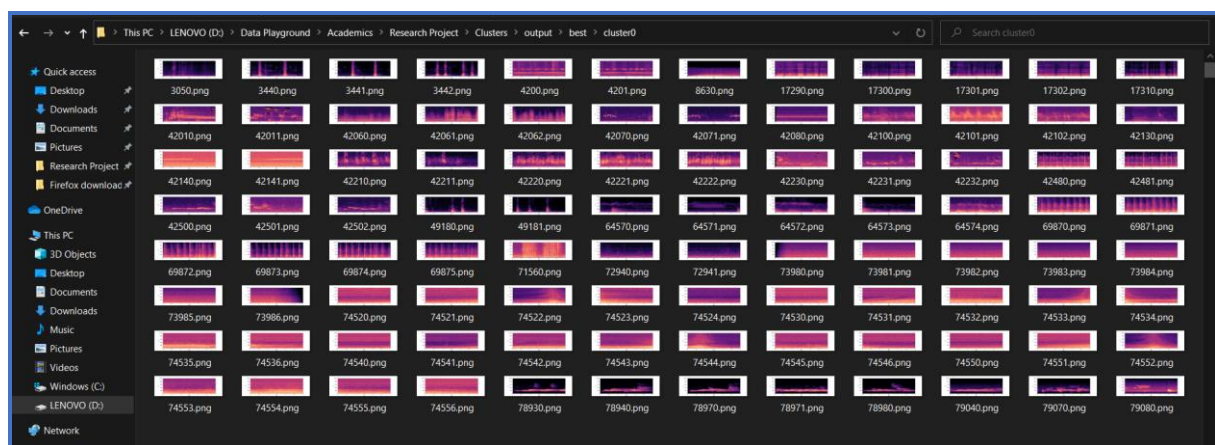 This PC > LENOVO (D:) > Data Playground > Academics > Research Project > Clusters > output > best > cluster0
Search cluster0
Quick access
Desktop
Downloads
Documents
Pictures
Research Project
Firefox downloac
OneDrive
This PC
3D Objects
Desktop
Documents
Downloads
Music
Pictures
Videos
Windows (C:)
LENOVO (D:)
Network
3050.png 3440.png 3441.png 3442.png 4200.png 4201.png 8630.png 17290.png 17300.png 17301.png 17302.png 17310.png
42010.png 42011.png 42060.png 42061.png 42062.png 42070.png 42071.png 42080.png 42100.png 42101.png 42102.png 42130.png
42140.png 42141.png 42210.png 42211.png 42220.png 42221.png 42222.png 42230.png 42231.png 42232.png 42480.png 42481.png
42500.png 42501.png 42502.png 49180.png 49181.png 64570.png 64571.png 64572.png 64573.png 64574.png 69870.png 69871.png
69872.png 69873.png 69874.png 69875.png 71560.png 72940.png 72941.png 73980.png 73981.png 73982.png 73983.png 73984.png
73985.png 73986.png 74520.png 74521.png 74522.png 74523.png 74524.png 74530.png 74531.png 74532.png 74533.png 74534.png
74535.png 74536.png 74540.png 74541.png 74542.png 74543.png 74544.png 74545.png 74546.png 74550.png 74551.png 74552.png
74553.png 74554.png 74555.png 74556.png 78930.png 78940.png 78970.png 78971.png 78980.png 79040.png 79070.png 79080.png